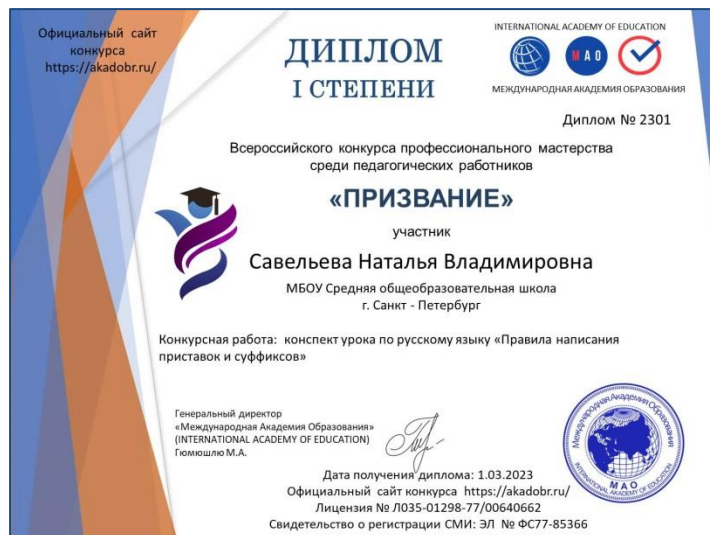 Официальный сайт
конкурса
https://akadobr.ru/
ДИПЛОМ
I СТЕПЕНИ
INTERNATIONAL ACADEMY OF EDUCATION
МАО
МЕЖДУНАРОДНАЯ АКАДЕМИЯ ОБРАЗОВАНИЯ
Диплом № 2301
Всероссийского конкурса профессионального мастерства
среди педагогических работников
«ПРИЗВАНИЕ»
участник
Савельева Наталья Владимировна
МБОУ Средняя общеобразовательная школа
г. Санкт - Петербург
Конкурсная работа: конспект урока по русскому языку «Правила написания
приставок и суффиксов»
Генеральный директор
«Международная Академия Образования»
(INTERNATIONAL ACADEMY OF EDUCATION)
Гюмюшлю М.А.
Международная Академия Образования
МАО
INTERNATIONAL ACADEMY OF EDUCATION
Дата получения диплома: 1.03.2023
Официальный сайт конкурса https://akadobr.ru/
Лицензия № Л035-01298-77/00640662
Свидетельство о регистрации СМИ: ЭЛ № ФС77-85366